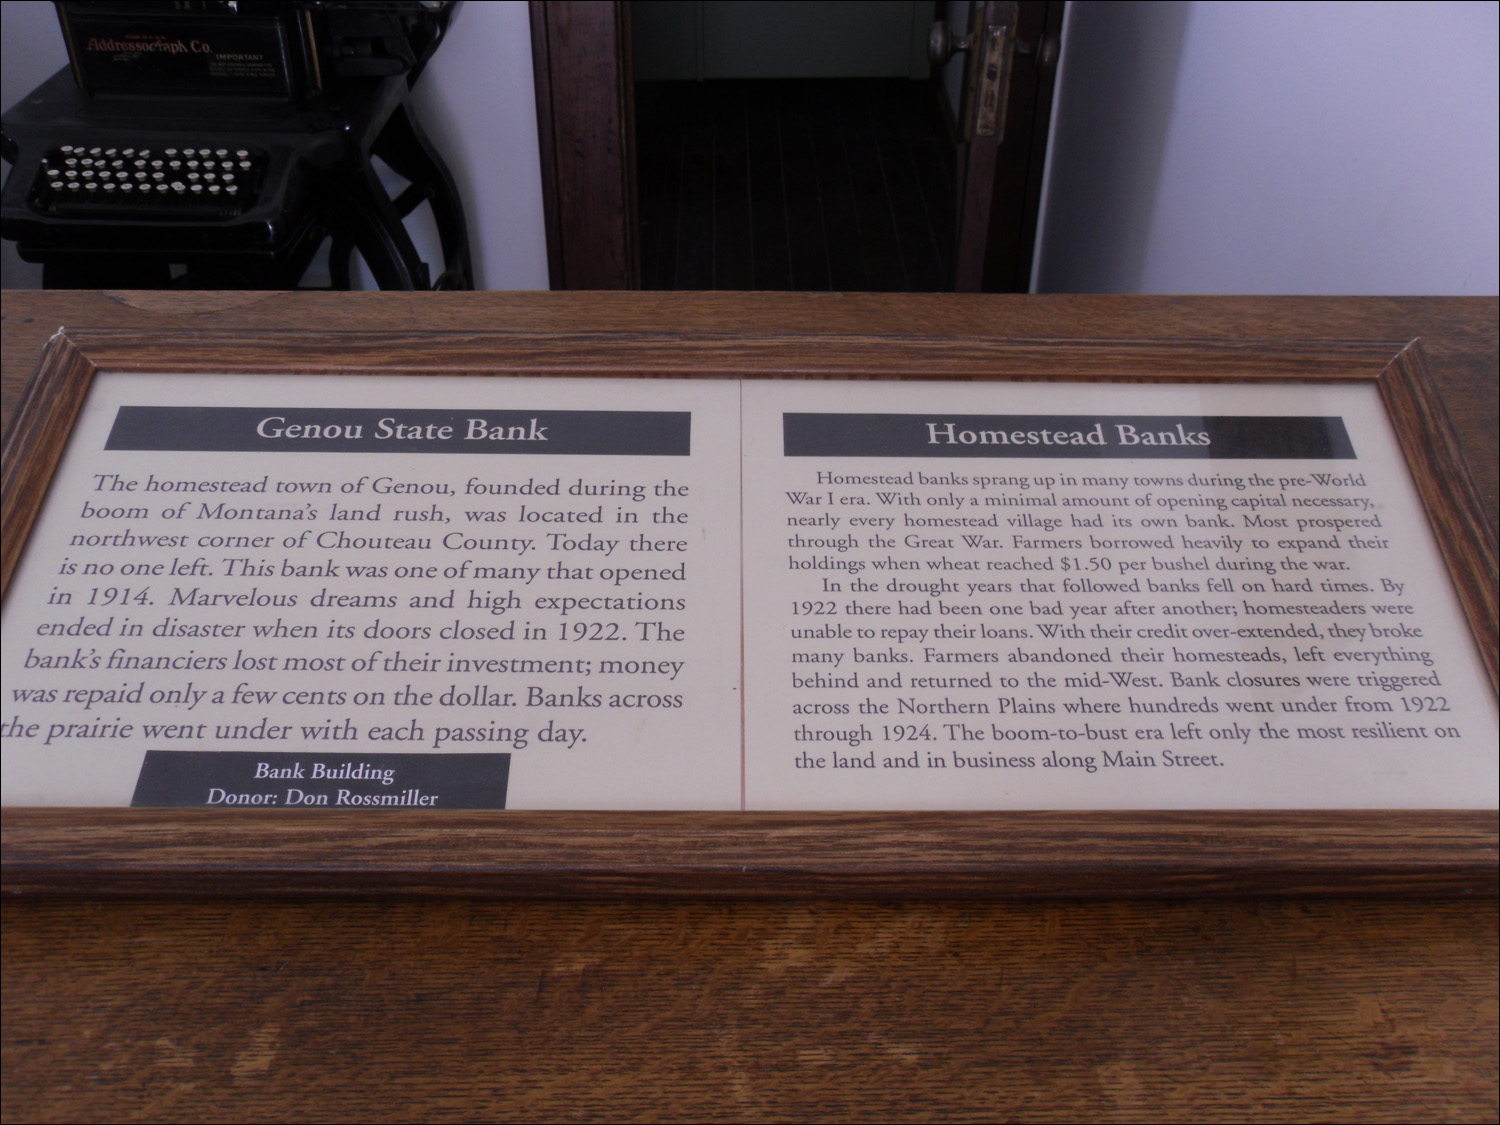 Addressograph Co.
IMPORTANT
Genou State Bank
The homestead town of Genou, founded during the
boom of Montana's land rush, was located in the
northwest corner of Chouteau County. Today there
is no one left. This bank was one of many that opened
in 1914. Marvelous dreams and high expectations
ended in disaster when its doors closed in 1922. The
bank's financiers lost most of their investment; money
was repaid only a few cents on the dollar. Banks across
the prairie went under with each passing day.
Bank Building
Donor: Don Rossmiller
Homestead Banks
Homestead banks sprang up in many towns during the pre-World
War I era. With only a minimal amount of opening capital necessary,
nearly every homestead village had its own bank. Most prospered
through the Great War. Farmers borrowed heavily to expand their
holdings when wheat reached $1.50 per bushel during the war.
In the drought years that followed banks fell on hard times. By
1922 there had been one bad year after another; homesteaders were
unable to repay their loans. With their credit over-extended, they broke
many banks. Farmers abandoned their homesteads, left everything
behind and returned to the mid-West. Bank closures were triggered
across the Northern Plains where hundreds went under from 1922
through 1924. The boom-to-bust era left only the most resilient on
the land and in business along Main Street.